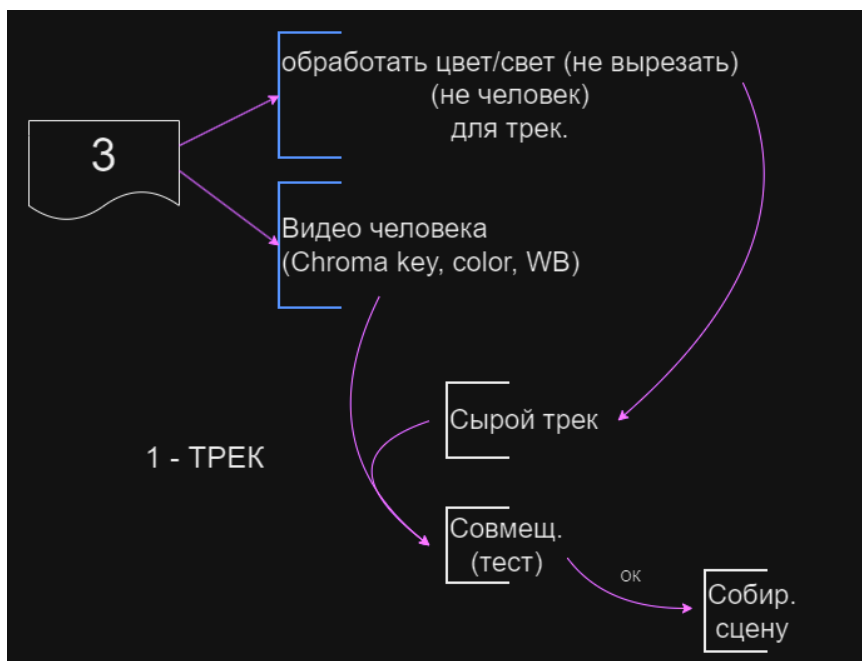 обработать цвет/свет (не вырезать)
(не человек)
для трек.
3
Видео человека
(Chroma key, color, WB)
Сырой трек
1 - ТРЕК
Совмещ.
(тест)
ок
Собир.
сцену